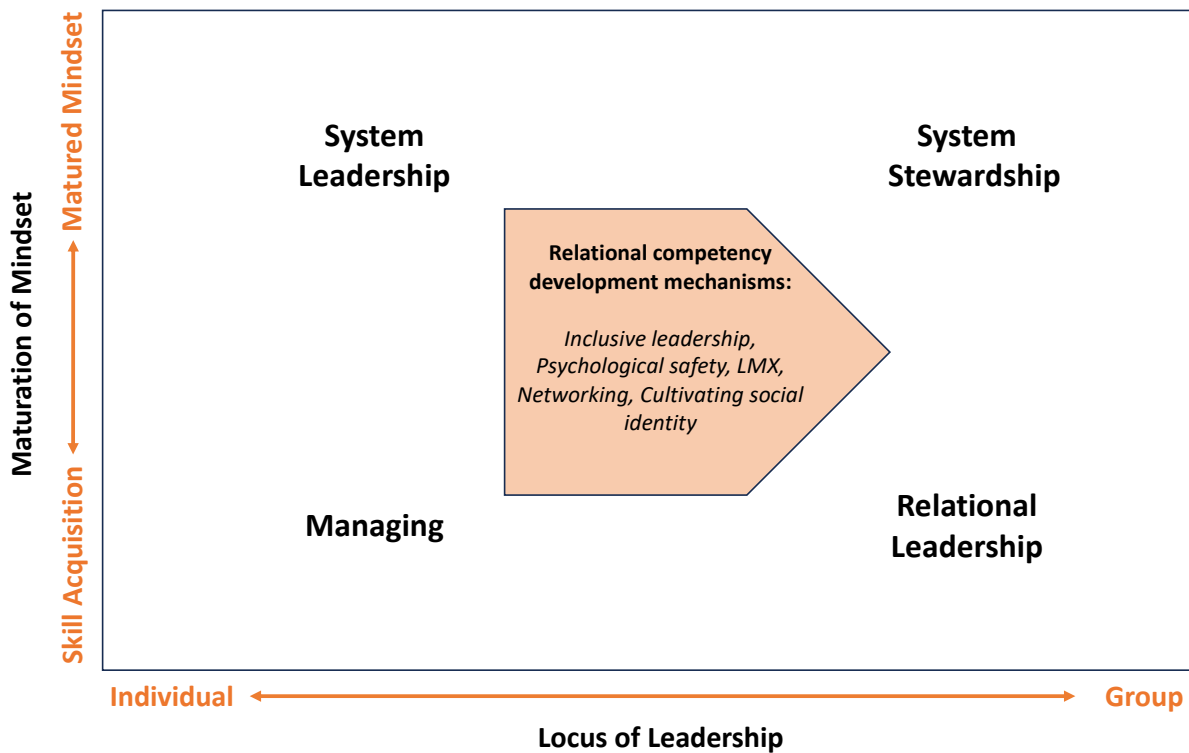 Maturation of Mindset
Matured Mindset
Skill Acquisition
System
Leadership
System
Stewardship
Relational competency
development mechanisms:
Inclusive leadership,
Psychological safety, LMX,
Networking, Cultivating social
identity
Managing
Relational
Leadership
Individual
Group
Locus of Leadership